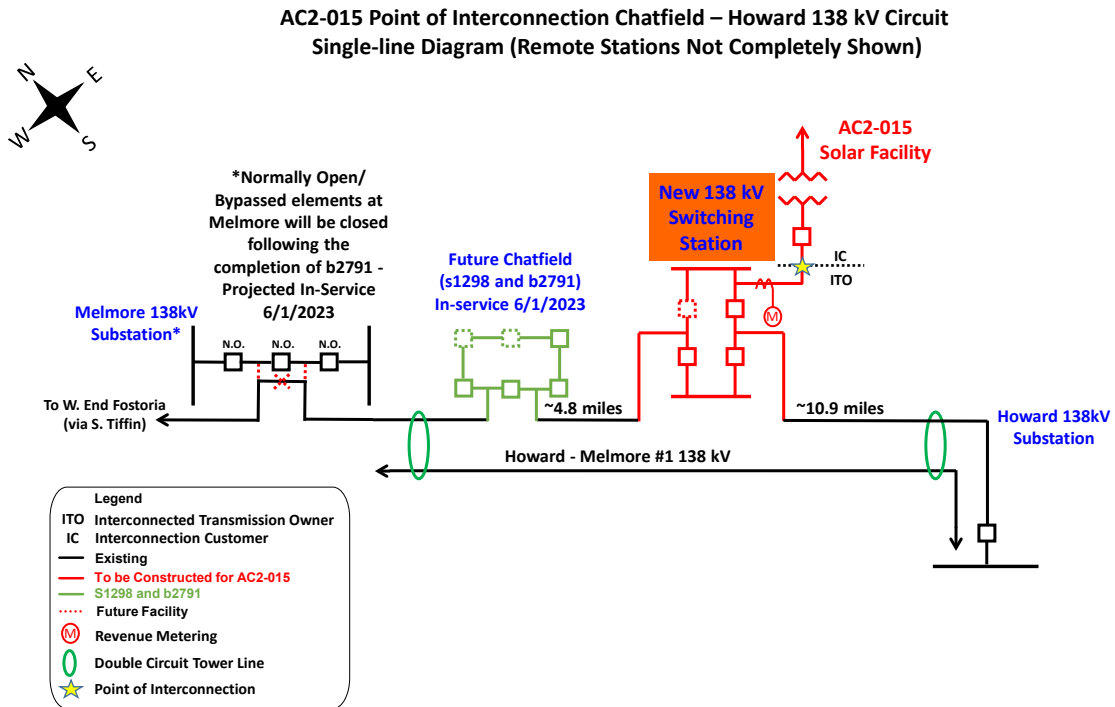 AC2-015 Point of Interconnection Chatfield – Howard 138 kV Circuit
Single-line Diagram (Remote Stations Not Completely Shown)
N
E
W
S
AC2-015
Solar Facility
*Normally Open/
Bypassed elements at
Melmore will be closed
following the
completion of b2791 -
Projected In-Service
6/1/2023
New 138 kV
Switching
Station
IC
ITO
M
Future Chatfield
(s1298 and b2791)
In-service 6/1/2023
Melmore 138kV
Substation*
N.O.
N.O.
N.O.
To W. End Fostoria
(via S. Tiffin)
~4.8 miles
~10.9 miles
Howard 138kV
Substation
Howard - Melmore #1 138 kV
Legend
ITO Interconnected Transmission Owner
IC Interconnection Customer
Existing
To be Constructed for AC2-015
S1298 and b2791
Future Facility
M Revenue Metering
Double Circuit Tower Line
Point of Interconnection